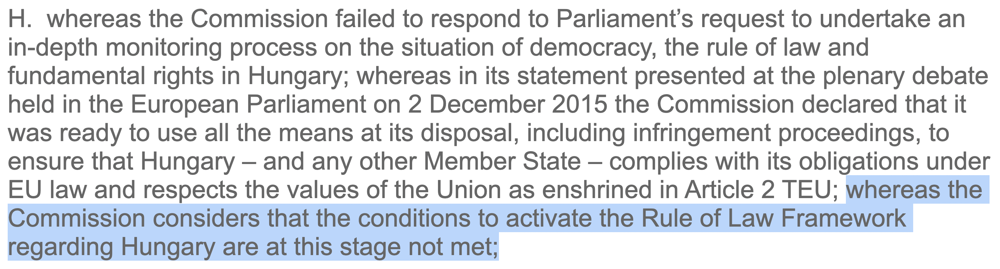 H.  whereas the Commission failed to respond to Parliament’s request to undertake an
in-depth monitoring process on the situation of democracy, the rule of law and
fundamental rights in Hungary; whereas in its statement presented at the plenary debate
held in the European Parliament on 2 December 2015 the Commission declared that it
was ready to use all the means at its disposal, including infringement proceedings, to
ensure that Hungary – and any other Member State – complies with its obligations under
EU law and respects the values of the Union as enshrined in Article 2 TEU; whereas the
Commission considers that the conditions to activate the Rule of Law Framework
regarding Hungary are at this stage not met;